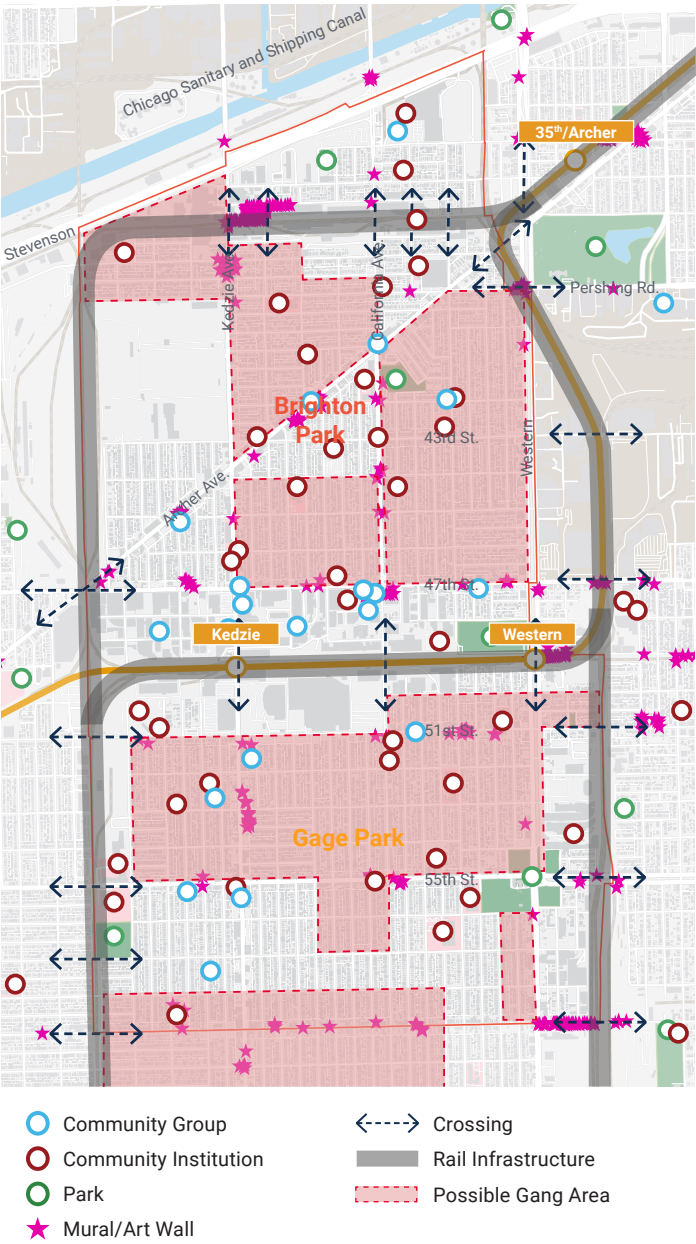 Chicago Sanitary and Shipping Canal
35th/Archer
Stevenson
Kedzie Ave.
California Ave.
Pershing Rd.
Brighton
Park
43rd St.
Western
Archer Ave.
47th St.
Kedzie
Western
51st St.
Gage Park
55th St.
Community Group
Community Institution
Park
Mural/Art Wall
Crossing
Rail Infrastructure
Possible Gang Area